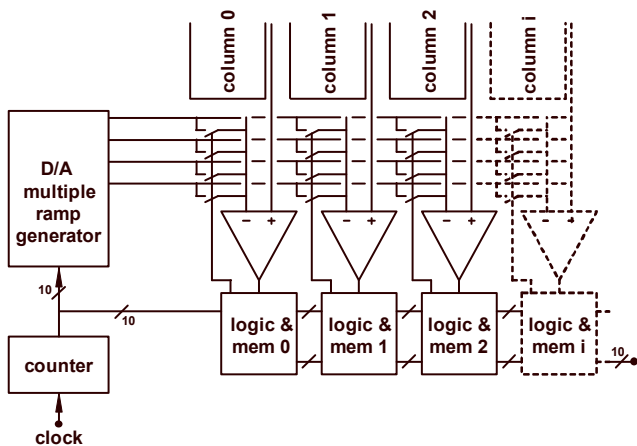 column 0
column 1
column 2
column i
D/A
multiple
ramp
generator
− +
− +
− +
− +
10
10
logic &
mem 0
logic &
mem 1
logic &
mem 2
logic &
mem i
10
counter
clock